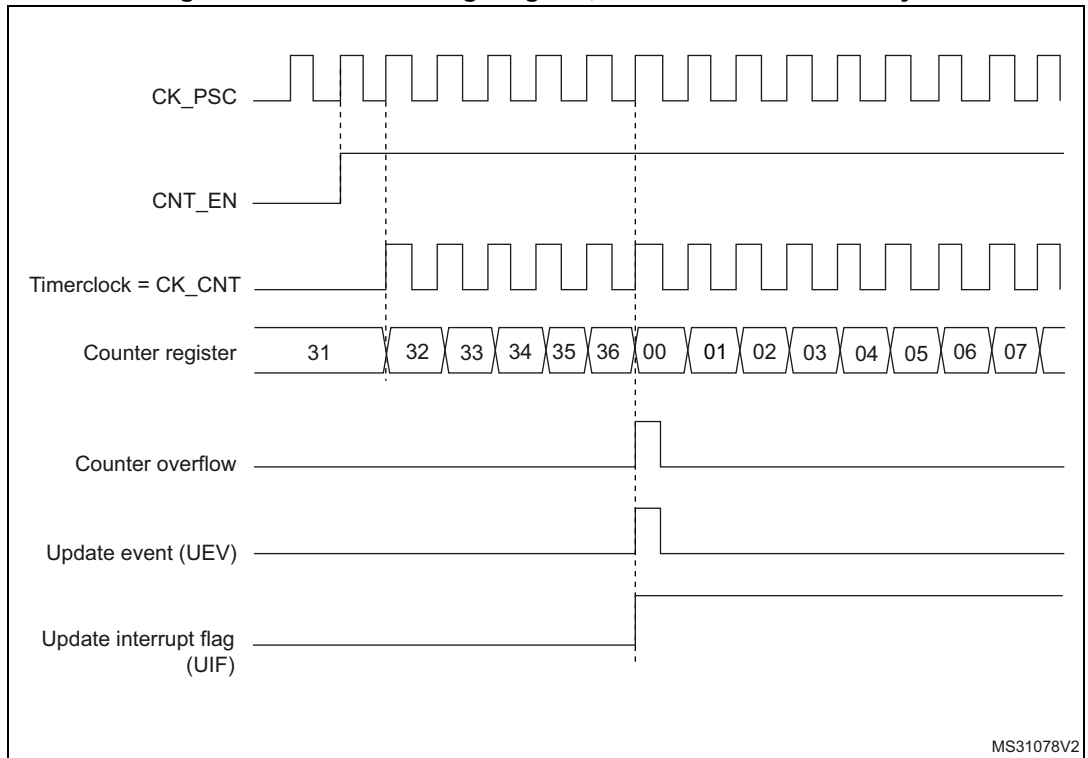 CK_PSC
CNT_EN
Timerclock = CK_CNT
Counter register 31 32 33 34 35 36 00 01 02 03 04 05 06 07
Counter overflow
Update event (UEV)
Update interrupt flag
(UIF)
MS31078V2